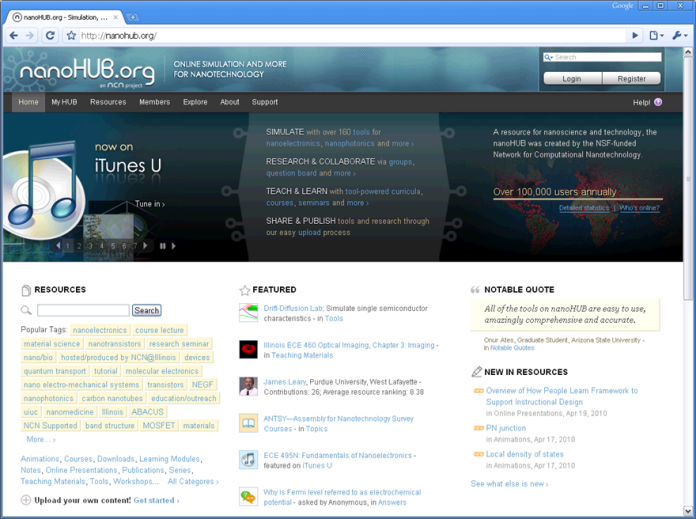 nanoHUB.org - Simulation, ...
Google
http://nanohub.org/
nanoHUB.org
an ncn project
ONLINE SIMULATION AND MORE
FOR NANOTECHNOLOGY
Search
Login Register
Home My HUB Resources Members Explore About Support Help! ?
now on
iTunes U
Tune in ›
1 2 3 4 5 6 7
SIMULATE with over 160 tools for
nanoelectronics, nanophotonics and more ›
RESEARCH & COLLABORATE via groups,
question board and more ›
TEACH & LEARN with tool-powered curricula,
courses, seminars and more ›
SHARE & PUBLISH tools and research through
our easy upload process
A resource for nanoscience and technology, the
nanoHUB was created by the NSF-funded
Network for Computational Nanotechnology.
Over 100,000 users annually
Detailed statistics | Who's online?
RESOURCES
Search
Popular Tags: nanoelectronics course lecture
material science nanotransistors research seminar
nano/bio hosted/produced by NCN@Illinois devices
quantum transport tutorial molecular electronics
nano electro-mechanical systems transistors NEGF
nanophotonics carbon nanotubes education/outreach
uiuc nanomedicine Illinois ABACUS
NCN Supported band structure MOSFET materials
More... ›
Animations, Courses, Downloads, Learning Modules,
Notes, Online Presentations, Publications, Series,
Teaching Materials, Tools, Workshops... All Categories ›
Upload your own content! Get started ›
FEATURED
Drift-Diffusion Lab: Simulate single semiconductor
characteristics - in Tools
Illinois ECE 460 Optical Imaging, Chapter 3: Imaging -
in Teaching Materials
James Leary, Purdue University, West Lafayette -
Contributions: 26; Average resource ranking: 8.38
ANTSY—Assembly for Nanotechnology Survey
Courses - in Topics
ECE 495N: Fundamentals of Nanoelectronics -
featured on iTunes U
Why is Fermi level referred to as electrochemical
potential - asked by Anonymous, in Answers
NOTABLE QUOTE
All of the tools on nanoHUB are easy to use,
amazingly comprehensive and accurate.
Onur Ates, Graduate Student, Arizona State University -
in Notable Quotes
NEW IN RESOURCES
Overview of How People Learn Framework to
Support Instructional Design
in Online Presentations, Apr 19, 2010
PN junction
in Animations, Apr 17, 2010
Local density of states
in Animations, Apr 17, 2010
See what else is new ›